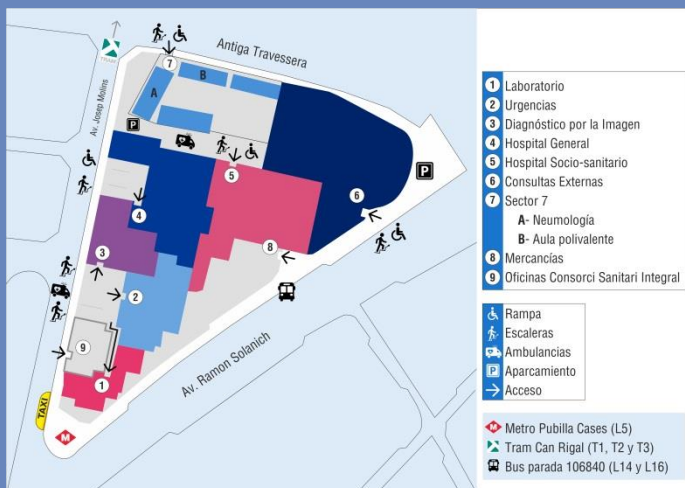 Antiga Travessera
TRAM
Av. Josep Molins
7
B
A
P
5
6
P
4
3
8
2
9
1
Av. Ramon Solanich
TAXI
M
1 Laboratorio
2 Urgencias
3 Diagnóstico por la Imagen
4 Hospital General
5 Hospital Socio-sanitario
6 Consultas Externas
7 Sector 7
A- Neumología
B- Aula polivalente
8 Mercancías
9 Oficinas Consorci Sanitari Integral
Rampa
Escaleras
Ambulancias
P Aparcamiento
Acceso
M Metro Pubilla Cases (L5)
Tram Can Rigal (T1, T2 y T3)
Bus parada 106840 (L14 y L16)